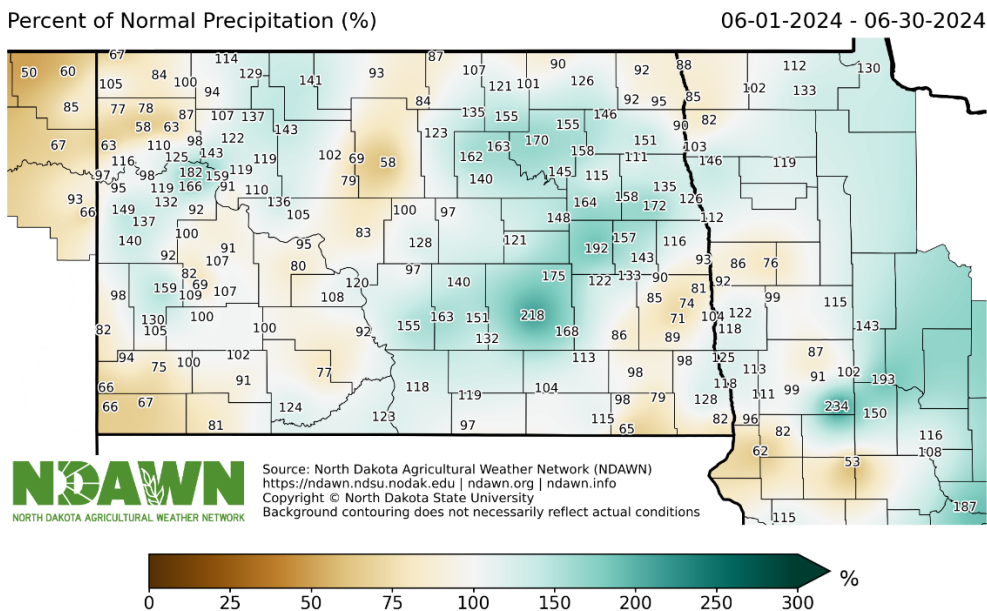 Percent of Normal Precipitation (%) 06-01-2024 - 06-30-2024
67 114 87
50 60 84 100 129 141 93 107 90 92 88 112 130
105 94 121 101 126 102 133
85 77 78 87 107 137 84 135 155 146 92 95 85
58 63 143 123 163 170 155 90 82
67 63 110 98 122 102 69 58 162 158 151 103
116 125 143 119 111 146 119
97 98 182 159 119 79 140 145 115
95 119 166 91 110 158 135
93 66 149 132 92 136 105 100 97 148 164 172 126 112
137 100 83
140 91 95 128 121 192 157 116
92 107 80 143 93
82 97 175 122 133 90 92 86 76
98 159 69 109 107 108 120 140 85 81 74 99 115
130 100 163 151 218 71 104 122
82 105 100 92 155 132 168 86 89 118 143
94 75 100 102 113 98 125 87
66 91 77 118 119 104 98 118 113 91 102 193
66 67 124 98 79 128 111 99
81 123 97 115 65 82 96 234 150
82 116
62 53 108
187
115
NDAWN
NORTH DAKOTA AGRICULTURAL WEATHER NETWORK
Source: North Dakota Agricultural Weather Network (NDAWN)
https://ndawn.ndsu.nodak.edu | ndawn.org | ndawn.info
Copyright © North Dakota State University
Background contouring does not necessarily reflect actual conditions
0 25 50 75 100 150 200 250 300 %